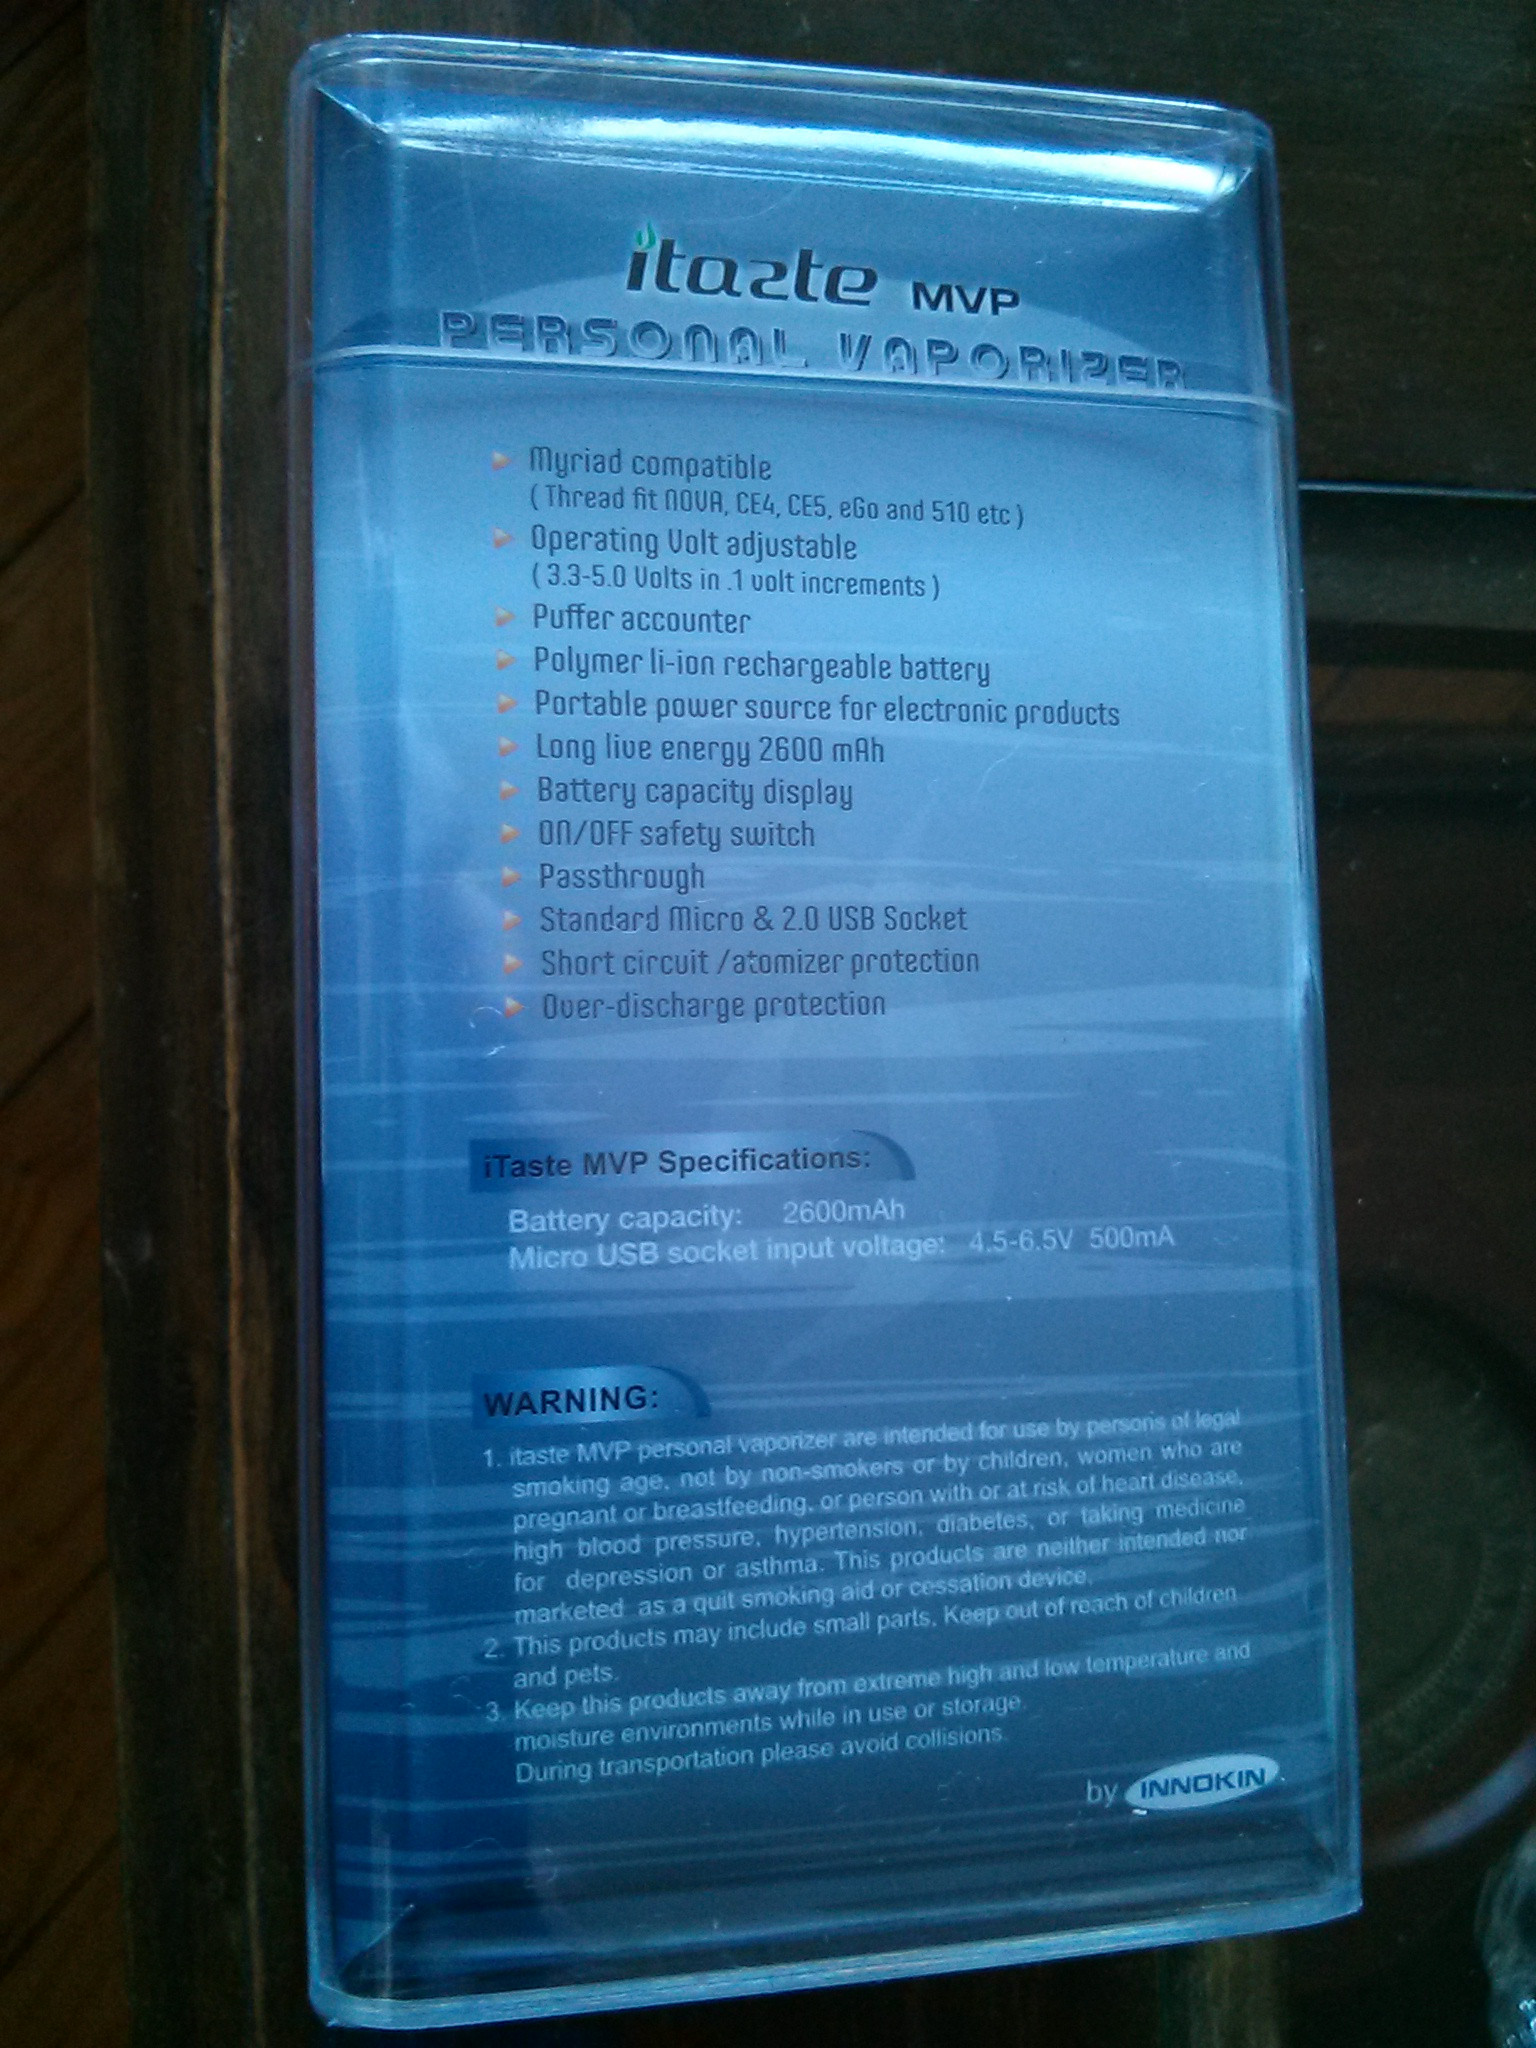 itaste MVP
PERSONAL VAPORIZER
Myriad compatible
( Thread fit NOVA, CE4, CE5, eGo and 510 etc )
Operating Volt adjustable
( 3.3-5.0 Volts in .1 volt increments )
Puffer accounter
Polymer li-ion rechargeable battery
Portable power source for electronic products
Long live energy 2600 mAh
Battery capacity display
ON/OFF safety switch
Passthrough
Standard Micro & 2.0 USB Socket
Short circuit /atomizer protection
Over-discharge protection
iTaste MVP Specifications:
Battery capacity: 2600mAh
Micro USB socket input voltage: 4.5-6.5V 500mA
WARNING:
1. itaste MVP personal vaporizer are intended for use by persons of legal
smoking age, not by non-smokers or by children, women who are
pregnant or breastfeeding, or person with or at risk of heart disease,
high blood pressure, hypertension, diabetes, or taking medicine
for depression or asthma. This products are neither intended nor
marketed as a quit smoking aid or cessation device.
2. This products may include small parts. Keep out of reach of children
and pets.
3. Keep this products away from extreme high and low temperature and
moisture environments while in use or storage.
During transportation please avoid collisions.
by INNOKIN